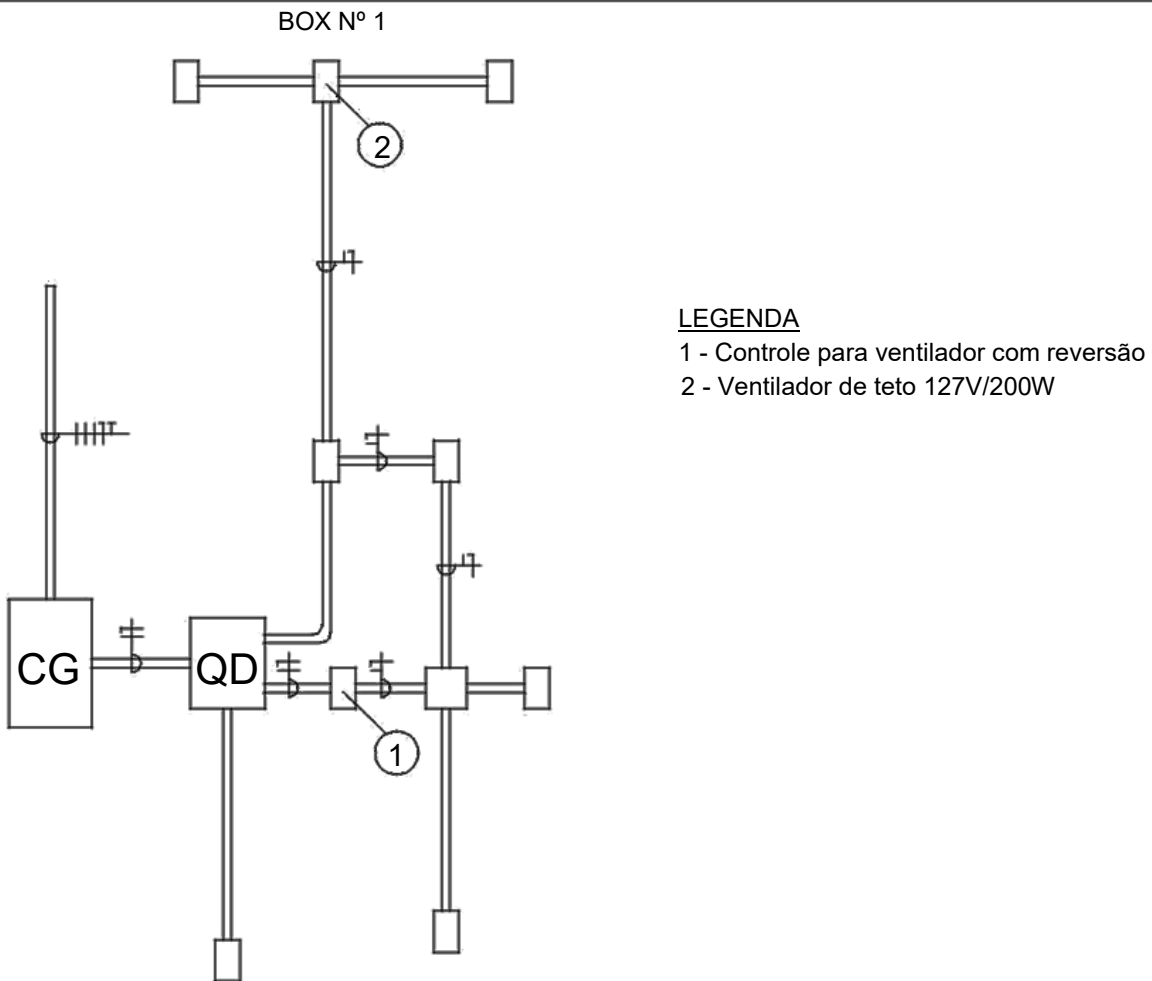 BOX Nº 1
2
LEGENDA
1 - Controle para ventilador com reversão
2 - Ventilador de teto 127V/200W
CG
QD
1